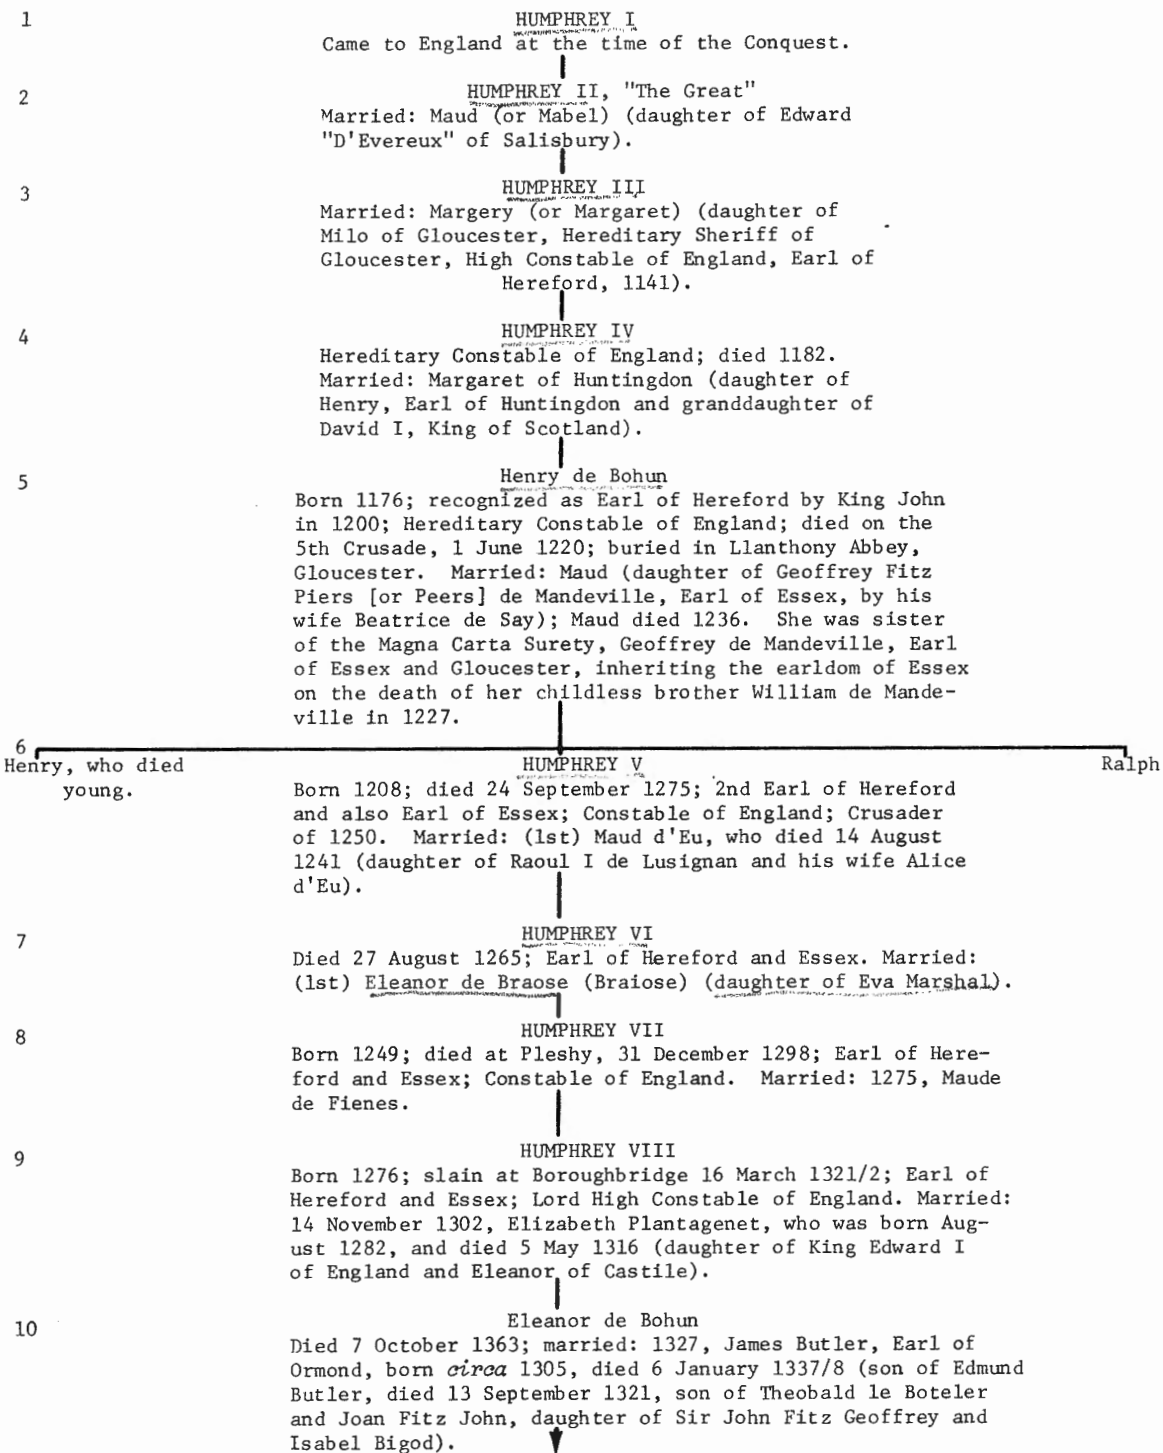 1
HUMPHREY I
Came to England at the time of the Conquest.
2
HUMPHREY II, "The Great"
Married: Maud (or Mabel) (daughter of Edward
"D'Evereux" of Salisbury).
3
HUMPHREY III
Married: Margery (or Margaret) (daughter of
Milo of Gloucester, Hereditary Sheriff of
Gloucester, High Constable of England, Earl of
Hereford, 1141).
4
HUMPHREY IV
Hereditary Constable of England; died 1182.
Married: Margaret of Huntingdon (daughter of
Henry, Earl of Huntingdon and granddaughter of
David I, King of Scotland).
5
Henry de Bohun
Born 1176; recognized as Earl of Hereford by King John
in 1200; Hereditary Constable of England; died on the
5th Crusade, 1 June 1220; buried in Llanthony Abbey,
Gloucester. Married: Maud (daughter of Geoffrey Fitz
Piers [or Peers] de Mandeville, Earl of Essex, by his
wife Beatrice de Say); Maud died 1236. She was sister
of the Magna Carta Surety, Geoffrey de Mandeville, Earl
of Essex and Gloucester, inheriting the earldom of Essex
on the death of her childless brother William de Mande-
ville in 1227.
6
Henry, who died
young.
HUMPHREY V
Born 1208; died 24 September 1275; 2nd Earl of Hereford
and also Earl of Essex; Constable of England; Crusader
of 1250. Married: (1st) Maud d'Eu, who died 14 August
1241 (daughter of Raoul I de Lusignan and his wife Alice
d'Eu).
Ralph
7
HUMPHREY VI
Died 27 August 1265; Earl of Hereford and Essex. Married:
(1st) Eleanor de Braose (Braiose) (daughter of Eva Marshal).
8
HUMPHREY VII
Born 1249; died at Pleshy, 31 December 1298; Earl of Here-
ford and Essex; Constable of England. Married: 1275, Maude
de Fienes.
9
HUMPHREY VIII
Born 1276; slain at Boroughbridge 16 March 1321/2; Earl of
Hereford and Essex; Lord High Constable of England. Married:
14 November 1302, Elizabeth Plantagenet, who was born Aug-
ust 1282, and died 5 May 1316 (daughter of King Edward I
of England and Eleanor of Castile).
10
Eleanor de Bohun
Died 7 October 1363; married: 1327, James Butler, Earl of
Ormond, born circa 1305, died 6 January 1337/8 (son of Edmund
Butler, died 13 September 1321, son of Theobald le Boteler
and Joan Fitz John, daughter of Sir John Fitz Geoffrey and
Isabel Bigod).